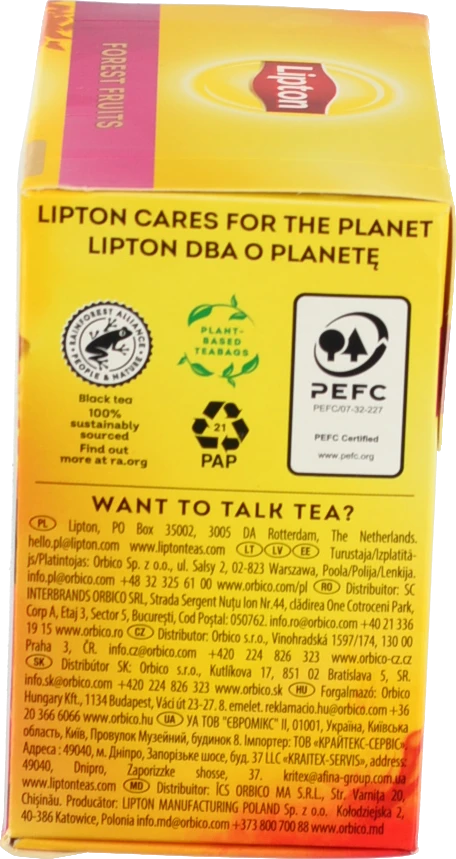 FOREST FRUITS
Lipton
LIPTON CARES FOR THE PLANET
LIPTON DBA O PLANETĘ
RAINFOREST ALLIANCE
PEOPLE & NATURE
Black tea
100%
sustainably
sourced
Find out
more at ra.org
PLANT-
BASED
TEABAGS
21
PAP
PEFC
PEFC/07-32-227
PEFC Certified
www.pefc.org
WANT TO TALK TEA?
PL Lipton, PO Box 35002, 3005 DA Rotterdam, The Netherlands.
hello.pl@lipton.com www.liptonteas.com LT LV EE Turustaja/Izplatītā-
js/Platintojas: Orbico Sp. z o.o., ul. Salsy 2, 02-823 Warszawa, Poola/Polija/Lenkija.
info.pl@orbico.com +48 32 325 61 00 www.orbico.com/pl RO Distribuitor: SC
INTERBRANDS ORBICO SRL, Strada Sergent Nuțu Ion Nr.44, clădirea One Cotroceni Park,
Corp A, Etaj 3, Sector 5, București, Cod Poștal: 050762. info.ro@orbico.com +40 21 336
19 15 www.orbico.ro CZ Distributor: Orbico s.r.o., Vinohradská 1597/174, 130 00
Praha 3, ČR. info.cz@orbico.com +420 224 826 323 www.orbico-cz.cz
SK Distribútor SK: Orbico s.r.o., Kutlíkova 17, 851 02 Bratislava 5, SR.
info.sk@orbico.com +420 224 826 323 www.orbico.sk HU Forgalmazó: Orbico
Hungary Kft., 1134 Budapest, Váci út 23-27, 8. emelet. reklamacio.hu@orbico.com +36
20 366 6066 www.orbico.hu UA УА ТОВ "ЄВРОМІКС" ІІ, 01001, Україна, Київська
область, Київ, Провулок Музейний, будинок 8. Імпортер: ТОВ «КРАЙТЕКС-СЕРВІС».
Адреса : 49040, м. Дніпро, Запорізьке шосе, буд. 37 LLC «KRAITEX-SERVIS», address:
49040, Dnipro, Zaporizzke shosse, 37. kritex@afina-group.com.ua
www.liptonteas.com MD Distribuitor: ÎCS ORBICO MA S.R.L., Str. Varnița 20,
Chișinău. Producător: LIPTON MANUFACTURING POLAND Sp. z o.o. Kołodziejska 2,
40-386 Katowice, Polonia info.md@orbico.com +373 800 700 88 www.orbico.md